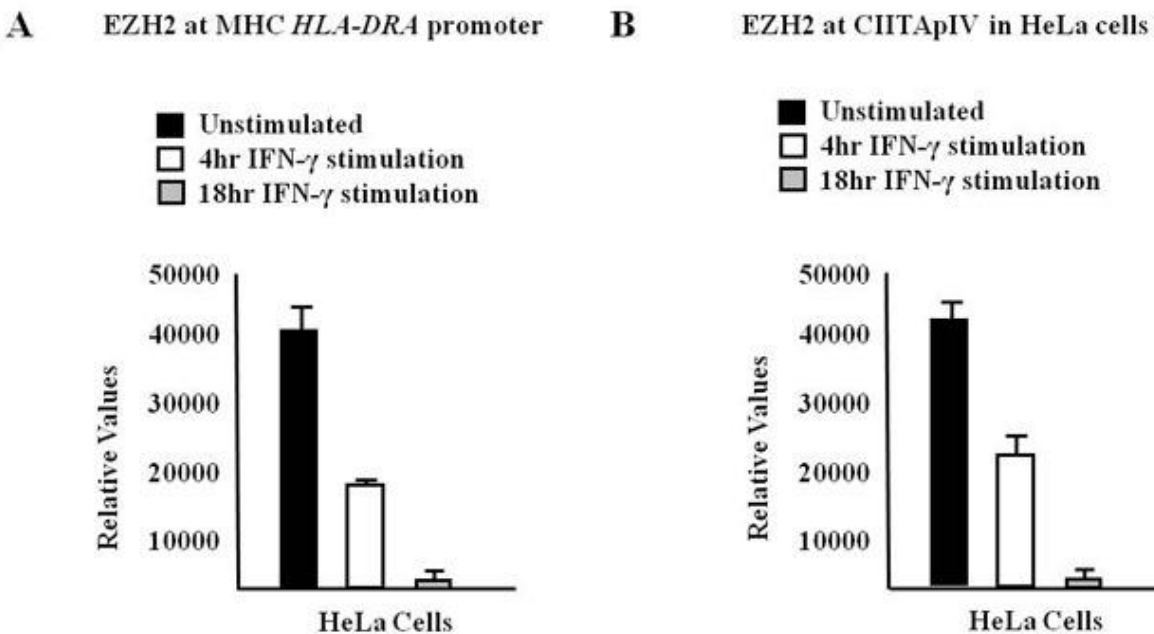 A
EZH2 at MHC HLA-DRA promoter
Unstimulated
4hr IFN-γ stimulation
18hr IFN-γ stimulation
50000
40000
30000
20000
10000
Relative Values
HeLa Cells
B
EZH2 at CIITApIV in HeLa cells
Unstimulated
4hr IFN-γ stimulation
18hr IFN-γ stimulation
50000
40000
30000
20000
10000
Relative Values
HeLa Cells